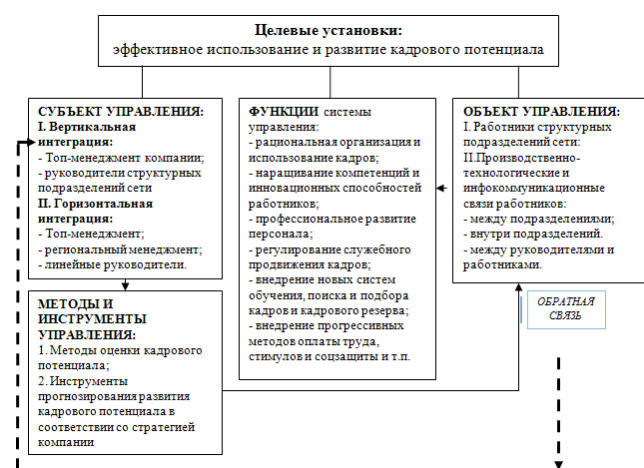 Целевые установки:
эффективное использование и развитие кадрового потенциала
СУБЪЕКТ УПРАВЛЕНИЯ:
I. Вертикальная
интеграция:
- Топ-менеджмент компании;
- руководители структурных
подразделений сети
II. Горизонтальная
интеграция:
- Топ-менеджмент;
- региональный менеджмент;
- линейные руководители.
ФУНКЦИИ системы
управления:
- рациональная организация и
использование кадров;
- наращивание компетенций и
инновационных способностей
работников;
- профессиональное развитие
персонала;
- регулирование служебного
продвижения кадров;
- внедрение новых систем
обучения, поиска и подбора
кадров и кадрового резерва;
- внедрение прогрессивных
методов оплаты труда,
стимулов и соцзащиты и т.п.
ОБЪЕКТ УПРАВЛЕНИЯ:
I. Работники структурных
подразделений сети:
II.Производственно-
технологические и
инфокоммуникационные
связи работников:
- между подразделениями;
- внутри подразделений.
- между руководителями и
работниками.
МЕТОДЫ И
ИНСТРУМЕНТЫ
УПРАВЛЕНИЯ:
1. Методы оценки кадрового
потенциала;
2. Инструменты
прогнозирования развития
кадрового потенциала в
соответствии со стратегией
компании
ОБРАТНАЯ
СВЯЗЬ